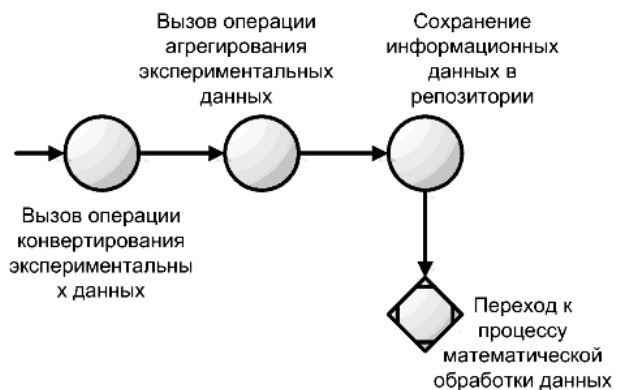 Вызов операции
агрегирования
экспериментальных
данных
Сохранение
информационных
данных в
репозитории
Вызов операции
конвертирования
экспериментальны
х данных
Переход к
процессу
математической
обработки данных